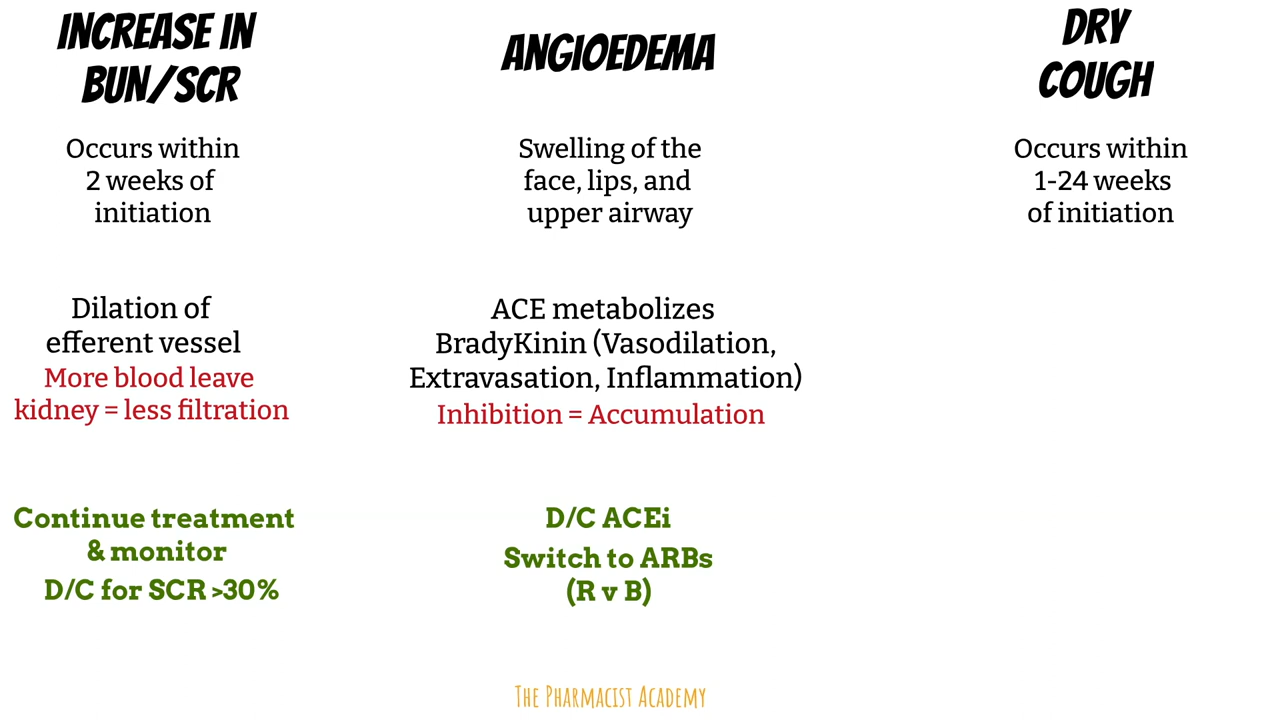 INCREASE IN
BUN/SCR
Occurs within
2 weeks of
initiation
Dilation of
efferent vessel
More blood leave
kidney = less filtration
Continue treatment
& monitor
D/C for SCR >30%
ANGIOEDEMA
Swelling of the
face, lips, and
upper airway
ACE metabolizes
BradyKinin (Vasodilation,
Extravasation, Inflammation)
Inhibition = Accumulation
D/C ACEi
Switch to ARBs
(R v B)
DRY
COUGH
Occurs within
1-24 weeks
of initiation
The Pharmacist Academy